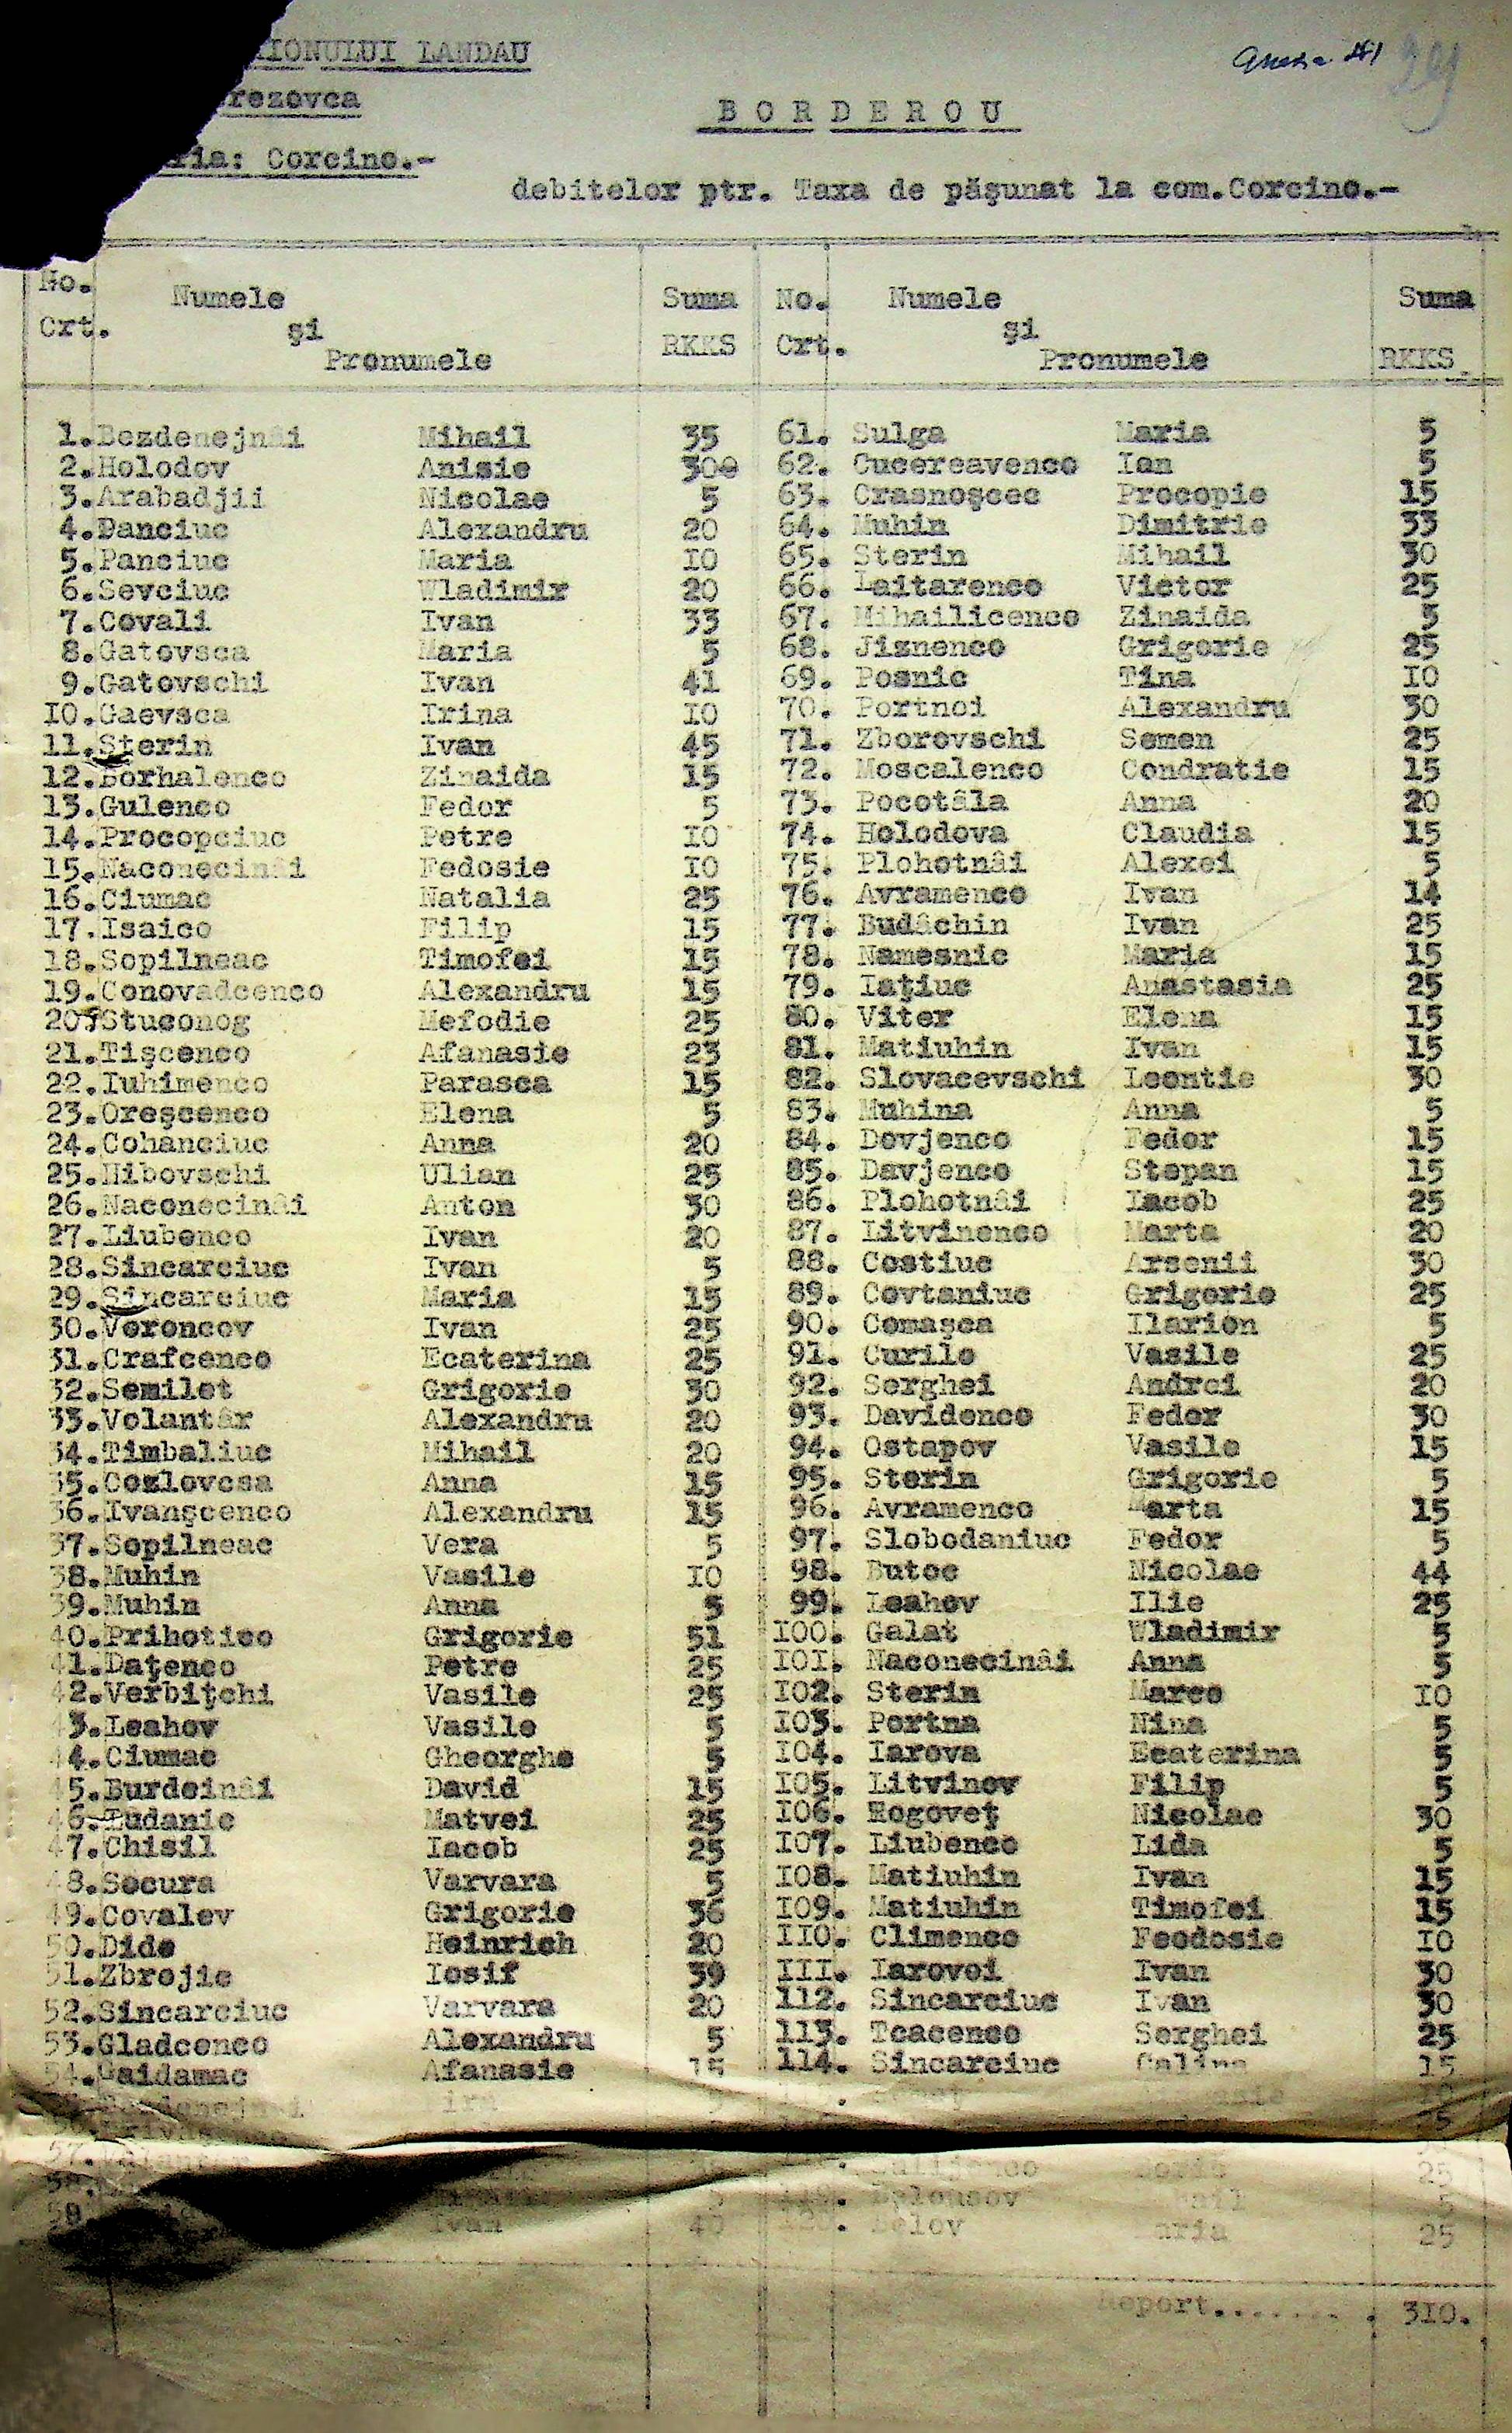 IONULUI LANDAU
rezovca
ria: Corcino.-
29
BORDEROU
debitelor ptr. Taxa de păşunat la com.Corcino.-
No. Crt. Numele şi Pronumele Suma RKKS No. Crt. Numele şi Pronumele Suma RKKS
1. Bezdenejnâi Mihail 35 61. Sulga Maria 5
2. Holodov Anisie 300 62. Cucereavenco Ion 5
3. Arabadjii Nicolae 5 63. Crasnoşcec Procopie 15
4. Danciuc Alexandru 20 64. Muhin Dimitrie 33
5. Panciuc Maria 10 65. Sterin Mihail 30
6. Sevciuc Wladimir 20 66. Laitarenco Victor 25
7. Covali Ivan 33 67. Mihailicenco Zinaida 5
8. Gatovsca Maria 5 68. Jiznenco Grigorie 25
9. Gatovschi Ivan 41 69. Posnic Tina 10
10. Gaevsca Irina 10 70. Portnoi Alexandru 30
11. Sterin Ivan 45 71. Zborovschi Semen 25
12. Borhalenco Zinaida 15 72. Moscalenco Condratie 15
13. Gulenco Fedor 5 73. Pocotâla Anna 20
14. Procopciuc Petre 10 74. Holodova Claudia 15
15. Naconecinâi Fedosie 10 75. Plohotnâi Alexei 5
16. Ciumac Natalia 25 76. Avramenco Ivan 14
17. Isaico Filip 15 77. Budâchin Ivan 25
18. Sopilneac Timofei 15 78. Namesnic Maria 15
19. Conovadcenco Alexandru 15 79. Iaţiuc Anastasia 25
20. Stuconog Mefodie 25 80. Viter Elena 15
21. Tişcenco Afanasie 23 81. Matiuhin Ivan 15
22. Iuhimenco Parasca 15 82. Slovacevschi Leontie 30
23. Oreşcenco Elena 5 83. Muhina Anna 5
24. Cohanciuc Anna 20 84. Dovjenco Fedor 15
25. Hibovschi Ulian 25 85. Davjenco Stepan 15
26. Naconecinâi Anton 30 86. Plohotnâi Iacob 25
27. Liubenco Ivan 20 87. Litvinenco Marta 20
28. Sincarciuc Ivan 5 88. Costiuc Arsenii 30
29. Sincarciuc Maria 15 89. Covtaniuc Grigorie 25
30. Voroncov Ivan 25 90. Comaşca Ilarion 5
31. Crafcenco Ecaterina 25 91. Curilo Vasile 25
32. Semilet Grigorie 30 92. Serghei Andrei 20
33. Volantâr Alexandru 20 93. Davidenco Fedor 30
34. Timbaliuc Mihail 20 94. Ostapov Vasile 15
35. Cozlovcsa Anna 15 95. Sterin Grigorie 5
36. Ivanşcenco Alexandru 15 96. Avramenco Marta 15
37. Sopilneac Vera 5 97. Slobodaniuc Fedor 5
38. Muhin Vasile 10 98. Butoc Nicolae 44
39. Muhin Anna 5 99. Leahov Ilie 25
40. Prihotico Grigorie 51 100. Galat Wladimir 5
41. Daţenco Petre 25 101. Naconecinâi Anna 5
42. Verbiţchi Vasile 25 102. Sterin Marco 10
43. Leahov Vasile 5 103. Portna Nina 5
44. Ciumac Gheorghe 5 104. Iarova Ecaterina 5
45. Burdeinâi David 15 105. Litvinov Filip 5
46. Ludanic Matvei 25 106. Rogoveţ Nicolae 30
47. Chisil Iacob 25 107. Liubenco Lida 5
48. Socura Varvara 5 108. Matiuhin Ivan 15
49. Covalev Grigorie 36 109. Matiuhin Timofei 15
50. Dide Heinrich 20 110. Climenco Feodosie 10
51. Zbrojic Iosif 39 111. Iarovoi Ivan 30
52. Sincarciuc Varvara 20 112. Sincarciuc Ivan 30
53. Gladcenco Alexandru 5 113. Tcacenco Serghei 25
54. Gaidamac Afanasie 15 114. Sincarciuc Galina 15
57. 25
58. Beloucov 5
Ivan 40 Belov aria 25
Report....... 310.